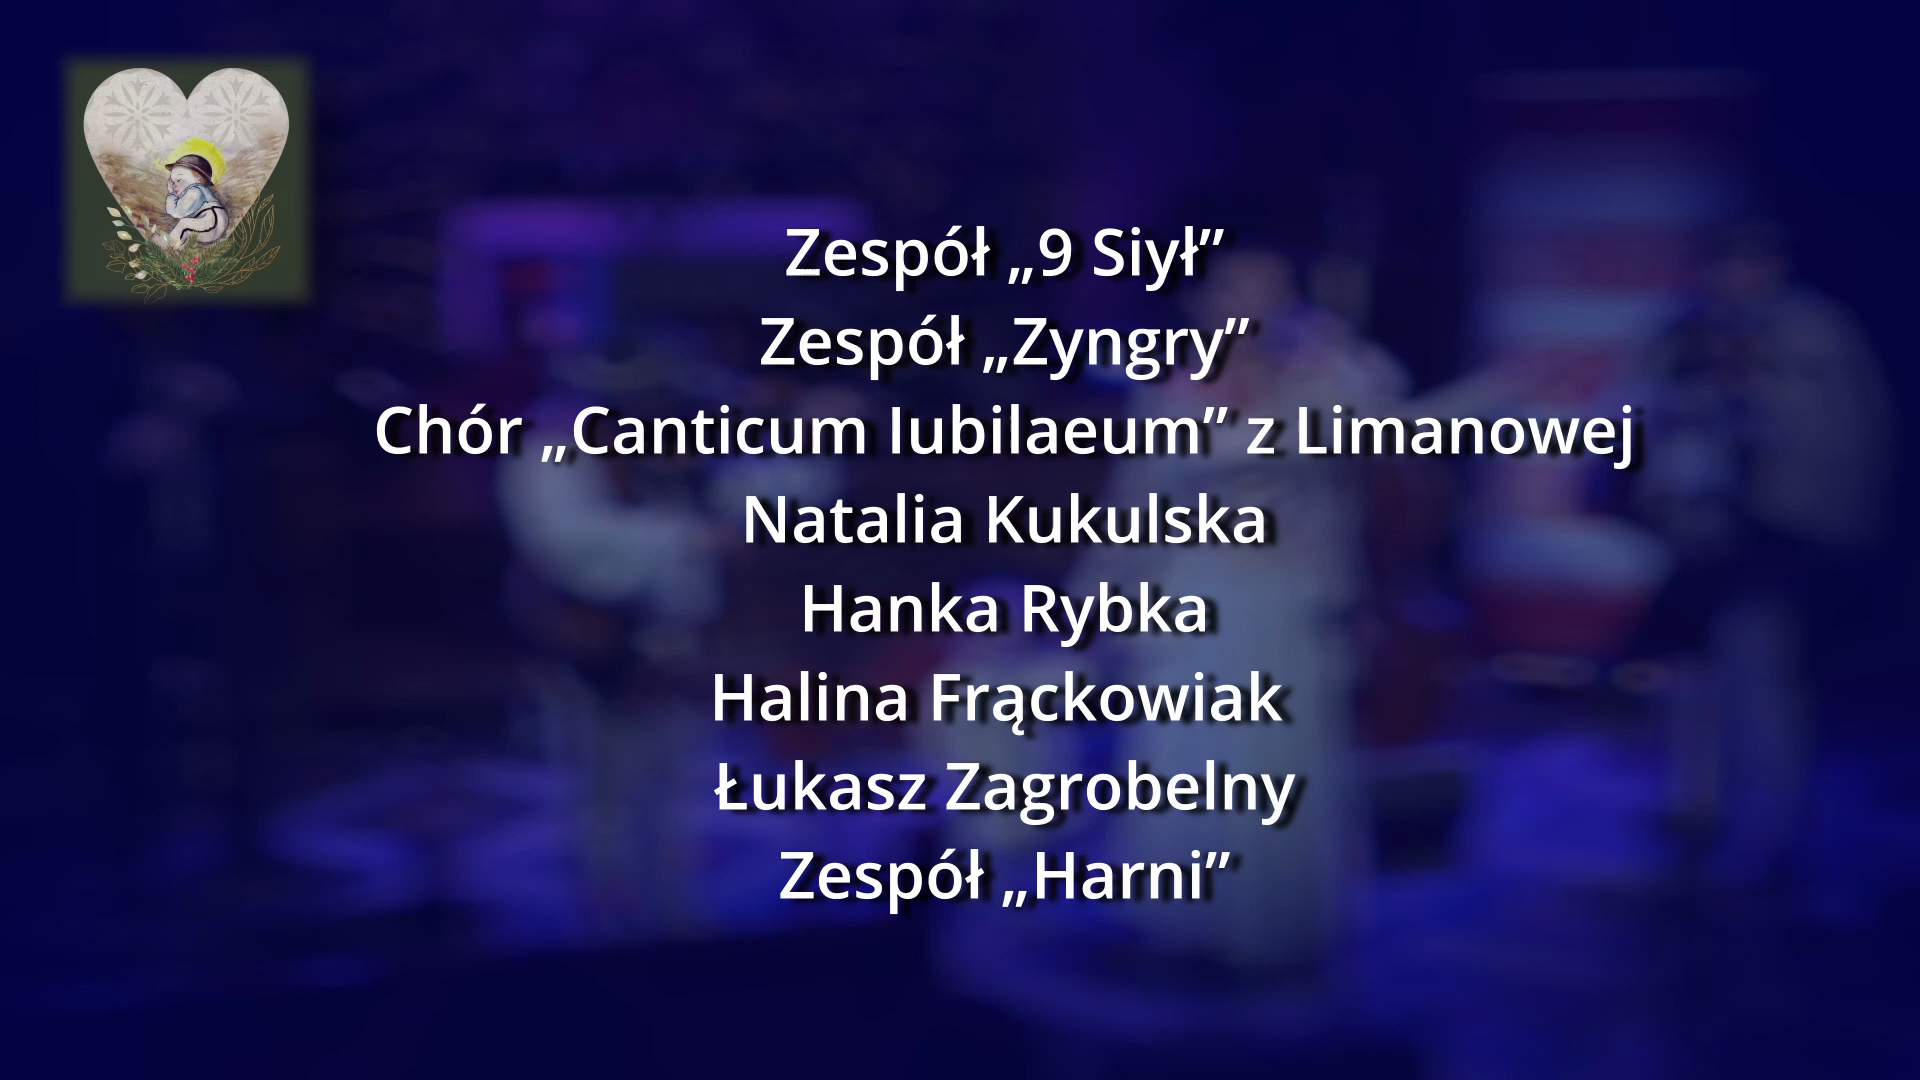 Zespół „9 Siył”
Zespół „Zyngry”
Chór „Canticum Iubilaeum” z Limanowej
Natalia Kukulska
Hanka Rybka
Halina Frąckowiak
Łukasz Zagrobelny
Zespół „Harni”